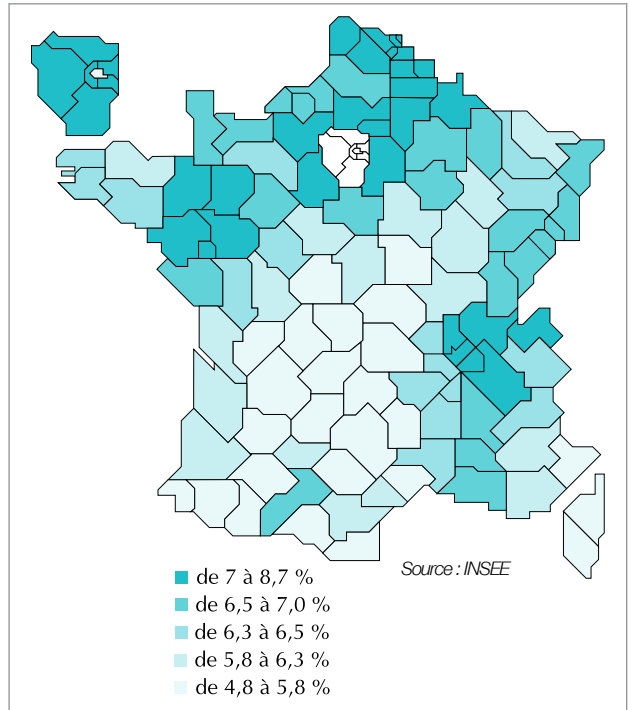 Source : INSEE
de 7 à 8,7 %
de 6,5 à 7,0 %
de 6,3 à 6,5 %
de 5,8 à 6,3 %
de 4,8 à 5,8 %